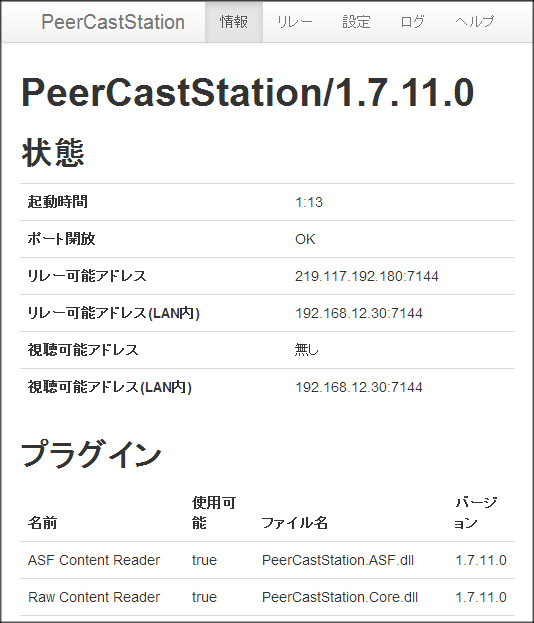 PeerCastStation 情報 リレー 設定 ログ ヘルプ
PeerCastStation/1.7.11.0
状態
起動時間 1:13
ポート開放 OK
リレー可能アドレス 219.117.192.180:7144
リレー可能アドレス(LAN内) 192.168.12.30:7144
視聴可能アドレス 無し
視聴可能アドレス(LAN内) 192.168.12.30:7144
プラグイン
名前 使用可能 ファイル名 バージョン
ASF Content Reader true PeerCastStation.ASF.dll 1.7.11.0
Raw Content Reader true PeerCastStation.Core.dll 1.7.11.0